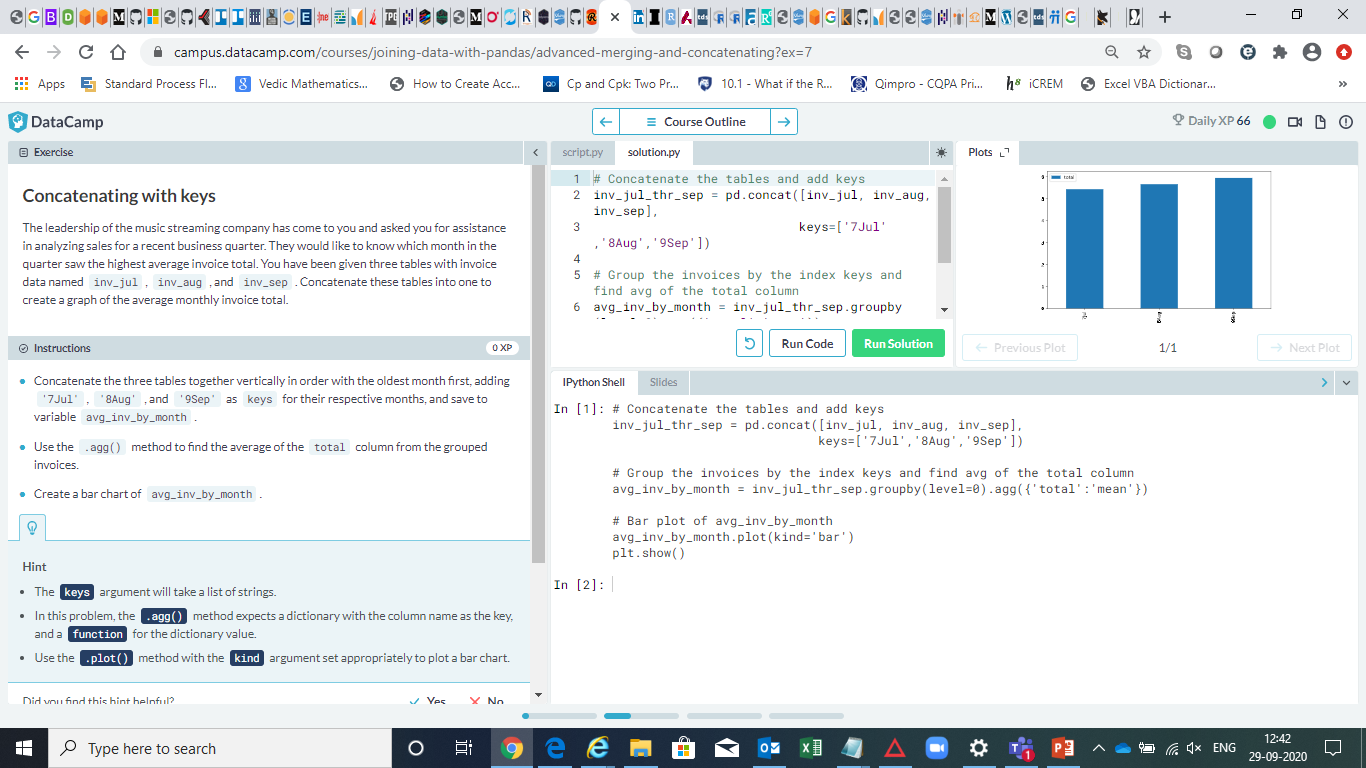 campus.datacamp.com/courses/joining-data-with-pandas/advanced-merging-and-concatenating?ex=7
Apps
Standard Process Fl...
Vedic Mathematics...
How to Create Acc...
Cp and Cpk: Two Pr...
10.1 - What if the R...
Qimpro - CQPA Pri...
iCREM
Excel VBA Dictionar...
»
DataCamp
Course Outline
Daily XP 66
Exercise
Concatenating with keys
The leadership of the music streaming company has come to you and asked you for assistance
in analyzing sales for a recent business quarter. They would like to know which month in the
quarter saw the highest average invoice total. You have been given three tables with invoice
data named inv_jul , inv_aug , and inv_sep . Concatenate these tables into one to
create a graph of the average monthly invoice total.
Instructions
0 XP
Concatenate the three tables together vertically in order with the oldest month first, adding
'7Jul' , '8Aug' , and '9Sep' as keys for their respective months, and save to
variable avg_inv_by_month .
Use the .agg() method to find the average of the total column from the grouped
invoices.
Create a bar chart of avg_inv_by_month .
Hint
The keys argument will take a list of strings.
In this problem, the .agg() method expects a dictionary with the column name as the key,
and a function for the dictionary value.
Use the .plot() method with the kind argument set appropriately to plot a bar chart.
Did you find this hint helpful?
Yes
No
script.py
solution.py
1 # Concatenate the tables and add keys
2 inv_jul_thr_sep = pd.concat([inv_jul, inv_aug,
inv_sep],
3 keys=['7Jul'
,'8Aug','9Sep'])
4
5 # Group the invoices by the index keys and
find avg of the total column
6 avg_inv_by_month = inv_jul_thr_sep.groupby
Run Code
Run Solution
Plots
total
Previous Plot
1/1
Next Plot
IPython Shell
Slides
In [1]: # Concatenate the tables and add keys
inv_jul_thr_sep = pd.concat([inv_jul, inv_aug, inv_sep],
keys=['7Jul','8Aug','9Sep'])
# Group the invoices by the index keys and find avg of the total column
avg_inv_by_month = inv_jul_thr_sep.groupby(level=0).agg({'total':'mean'})
# Bar plot of avg_inv_by_month
avg_inv_by_month.plot(kind='bar')
plt.show()
In [2]:
Type here to search
ENG
12:42
29-09-2020